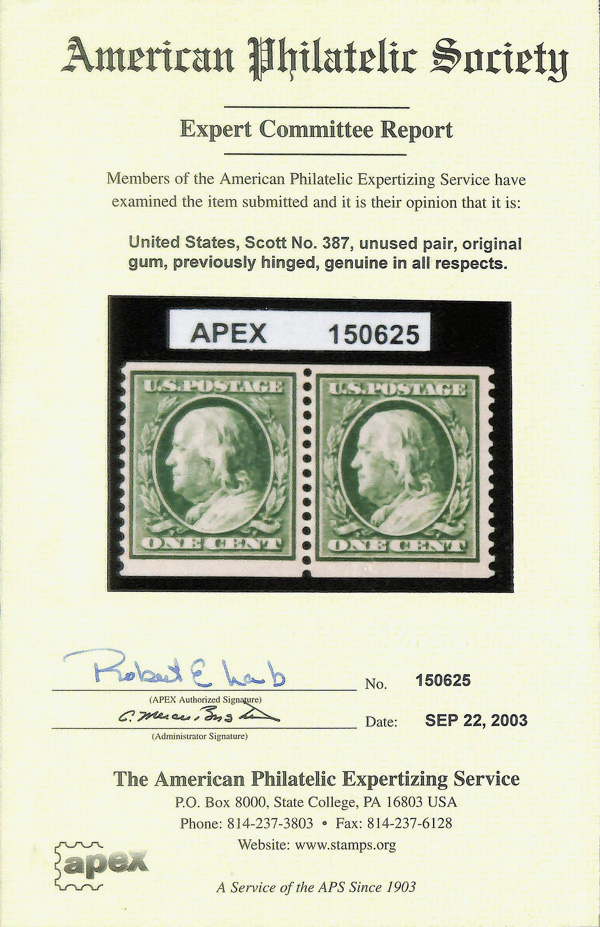 American Philatelic Society
Expert Committee Report
Members of the American Philatelic Expertizing Service have
examined the item submitted and it is their opinion that it is:
United States, Scott No. 387, unused pair, original
gum, previously hinged, genuine in all respects.
APEX 150625
U.S. POSTAGE U.S. POSTAGE
ONE CENT ONE CENT
Robert E
No. 150625
(APEX Authorized Signature)
Date: SEP 22, 2003
(Administrator Signature)
The American Philatelic Expertizing Service
P.O. Box 8000, State College, PA 16803 USA
Phone: 814-237-3803 • Fax: 814-237-6128
Website: www.stamps.org
apex
A Service of the APS Since 1903